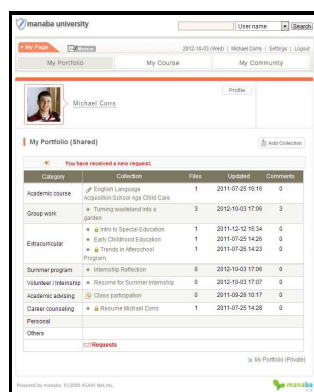 manaba university
User name Search
My Page Manaba 2012-10-03 (Wed) | Michael Corrs | Settings | Logout
My Portfolio My Course My Community
Michael Corrs
Profile
My Portfolio (Shared)
Add Collection
You have received a new request.
Category Collection Files Updated Comments
Academic course English Language Acquisition:School Age Child Care 1 2011-07-25 16:16 0
Group work Turning wasteland into a garden 3 2012-10-03 17:06 3
Extracurricular Intro to Special Education 1 2011-12-12 15:34 0
Early Childhood Education 1 2011-07-25 14:26 0
Trends in Afterschool Program 1 2011-07-25 14:23 0
Summer program Internship Reflection 0 2012-10-03 17:06 0
Volunteer / Internship Resume for Summer Internship 0 2012-10-03 17:07 0
Academic advising Class participation 0 2011-09-26 10:17 0
Career counseling Resume Michael Corrs 1 2011-07-25 14:28 0
Personal
Others
Requests
My Portfolio (Private)
Powered by manaba (c)2009 ASAHI Net,Inc.
manaba